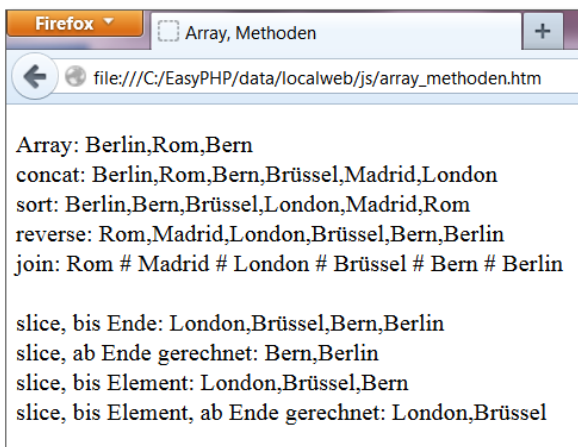 Firefox
Array, Methoden
+
file:///C:/EasyPHP/data/localweb/js/array_methoden.htm
Array: Berlin,Rom,Bern
concat: Berlin,Rom,Bern,Brüssel,Madrid,London
sort: Berlin,Bern,Brüssel,London,Madrid,Rom
reverse: Rom,Madrid,London,Brüssel,Bern,Berlin
join: Rom # Madrid # London # Brüssel # Bern # Berlin
slice, bis Ende: London,Brüssel,Bern,Berlin
slice, ab Ende gerechnet: Bern,Berlin
slice, bis Element: London,Brüssel,Bern
slice, bis Element, ab Ende gerechnet: London,Brüssel